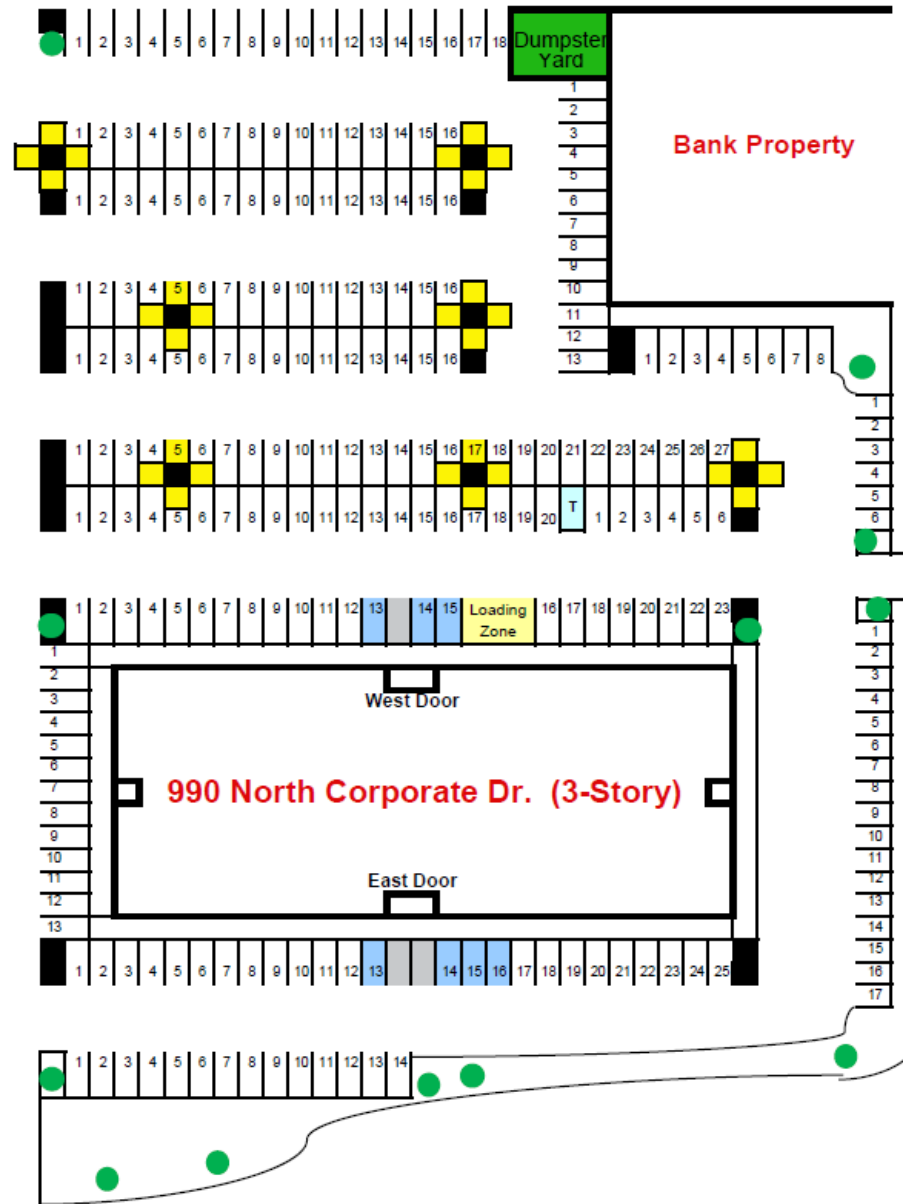 1 2 3 4 5 6 7 8 9 10 11 12 13 14 15 16 17 18
Dumpster
Yard
1
2
3
4
5
6
7
8
9
10
11
12
13
Bank Property
1 2 3 4 5 6 7 8 9 10 11 12 13 14 15 16
1 2 3 4 5 6 7 8 9 10 11 12 13 14 15 16
1 2 3 4 5 6 7 8 9 10 11 12 13 14 15 16
1 2 3 4 5 6 7 8 9 10 11 12 13 14 15 16
1 2 3 4 5 6 7 8
1
2
3
4
5
6
1 2 3 4 5 6 7 8 9 10 11 12 13 14 15 16 17 18 19 20 21 22 23 24 25 26 27
1 2 3 4 5 6 7 8 9 10 11 12 13 14 15 16 17 18 19 20 T 1 2 3 4 5 6
1 2 3 4 5 6 7 8 9 10 11 12 13 14 15 Loading 16 17 18 19 20 21 22 23
Zone
1
2
3
4
5
6
7
8
9
10
11
12
13
West Door
990 North Corporate Dr. (3-Story)
East Door
1
2
3
4
5
6
7
8
9
10
11
12
13
14
15
16
17
1 2 3 4 5 6 7 8 9 10 11 12 13 14 15 16 17 18 19 20 21 22 23 24 25
1 2 3 4 5 6 7 8 9 10 11 12 13 14